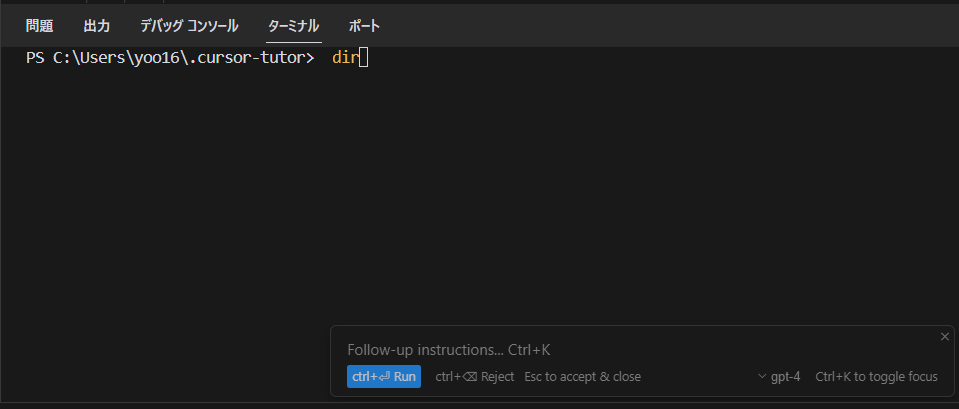 問題 出力 デバッグ コンソール ターミナル ポート
PS C:\Users\yoo16\.cursor-tutor> dir
Follow-up instructions... Ctrl+K
ctrl+⏎ Run ctrl+⌫ Reject Esc to accept & close gpt-4 Ctrl+K to toggle focus